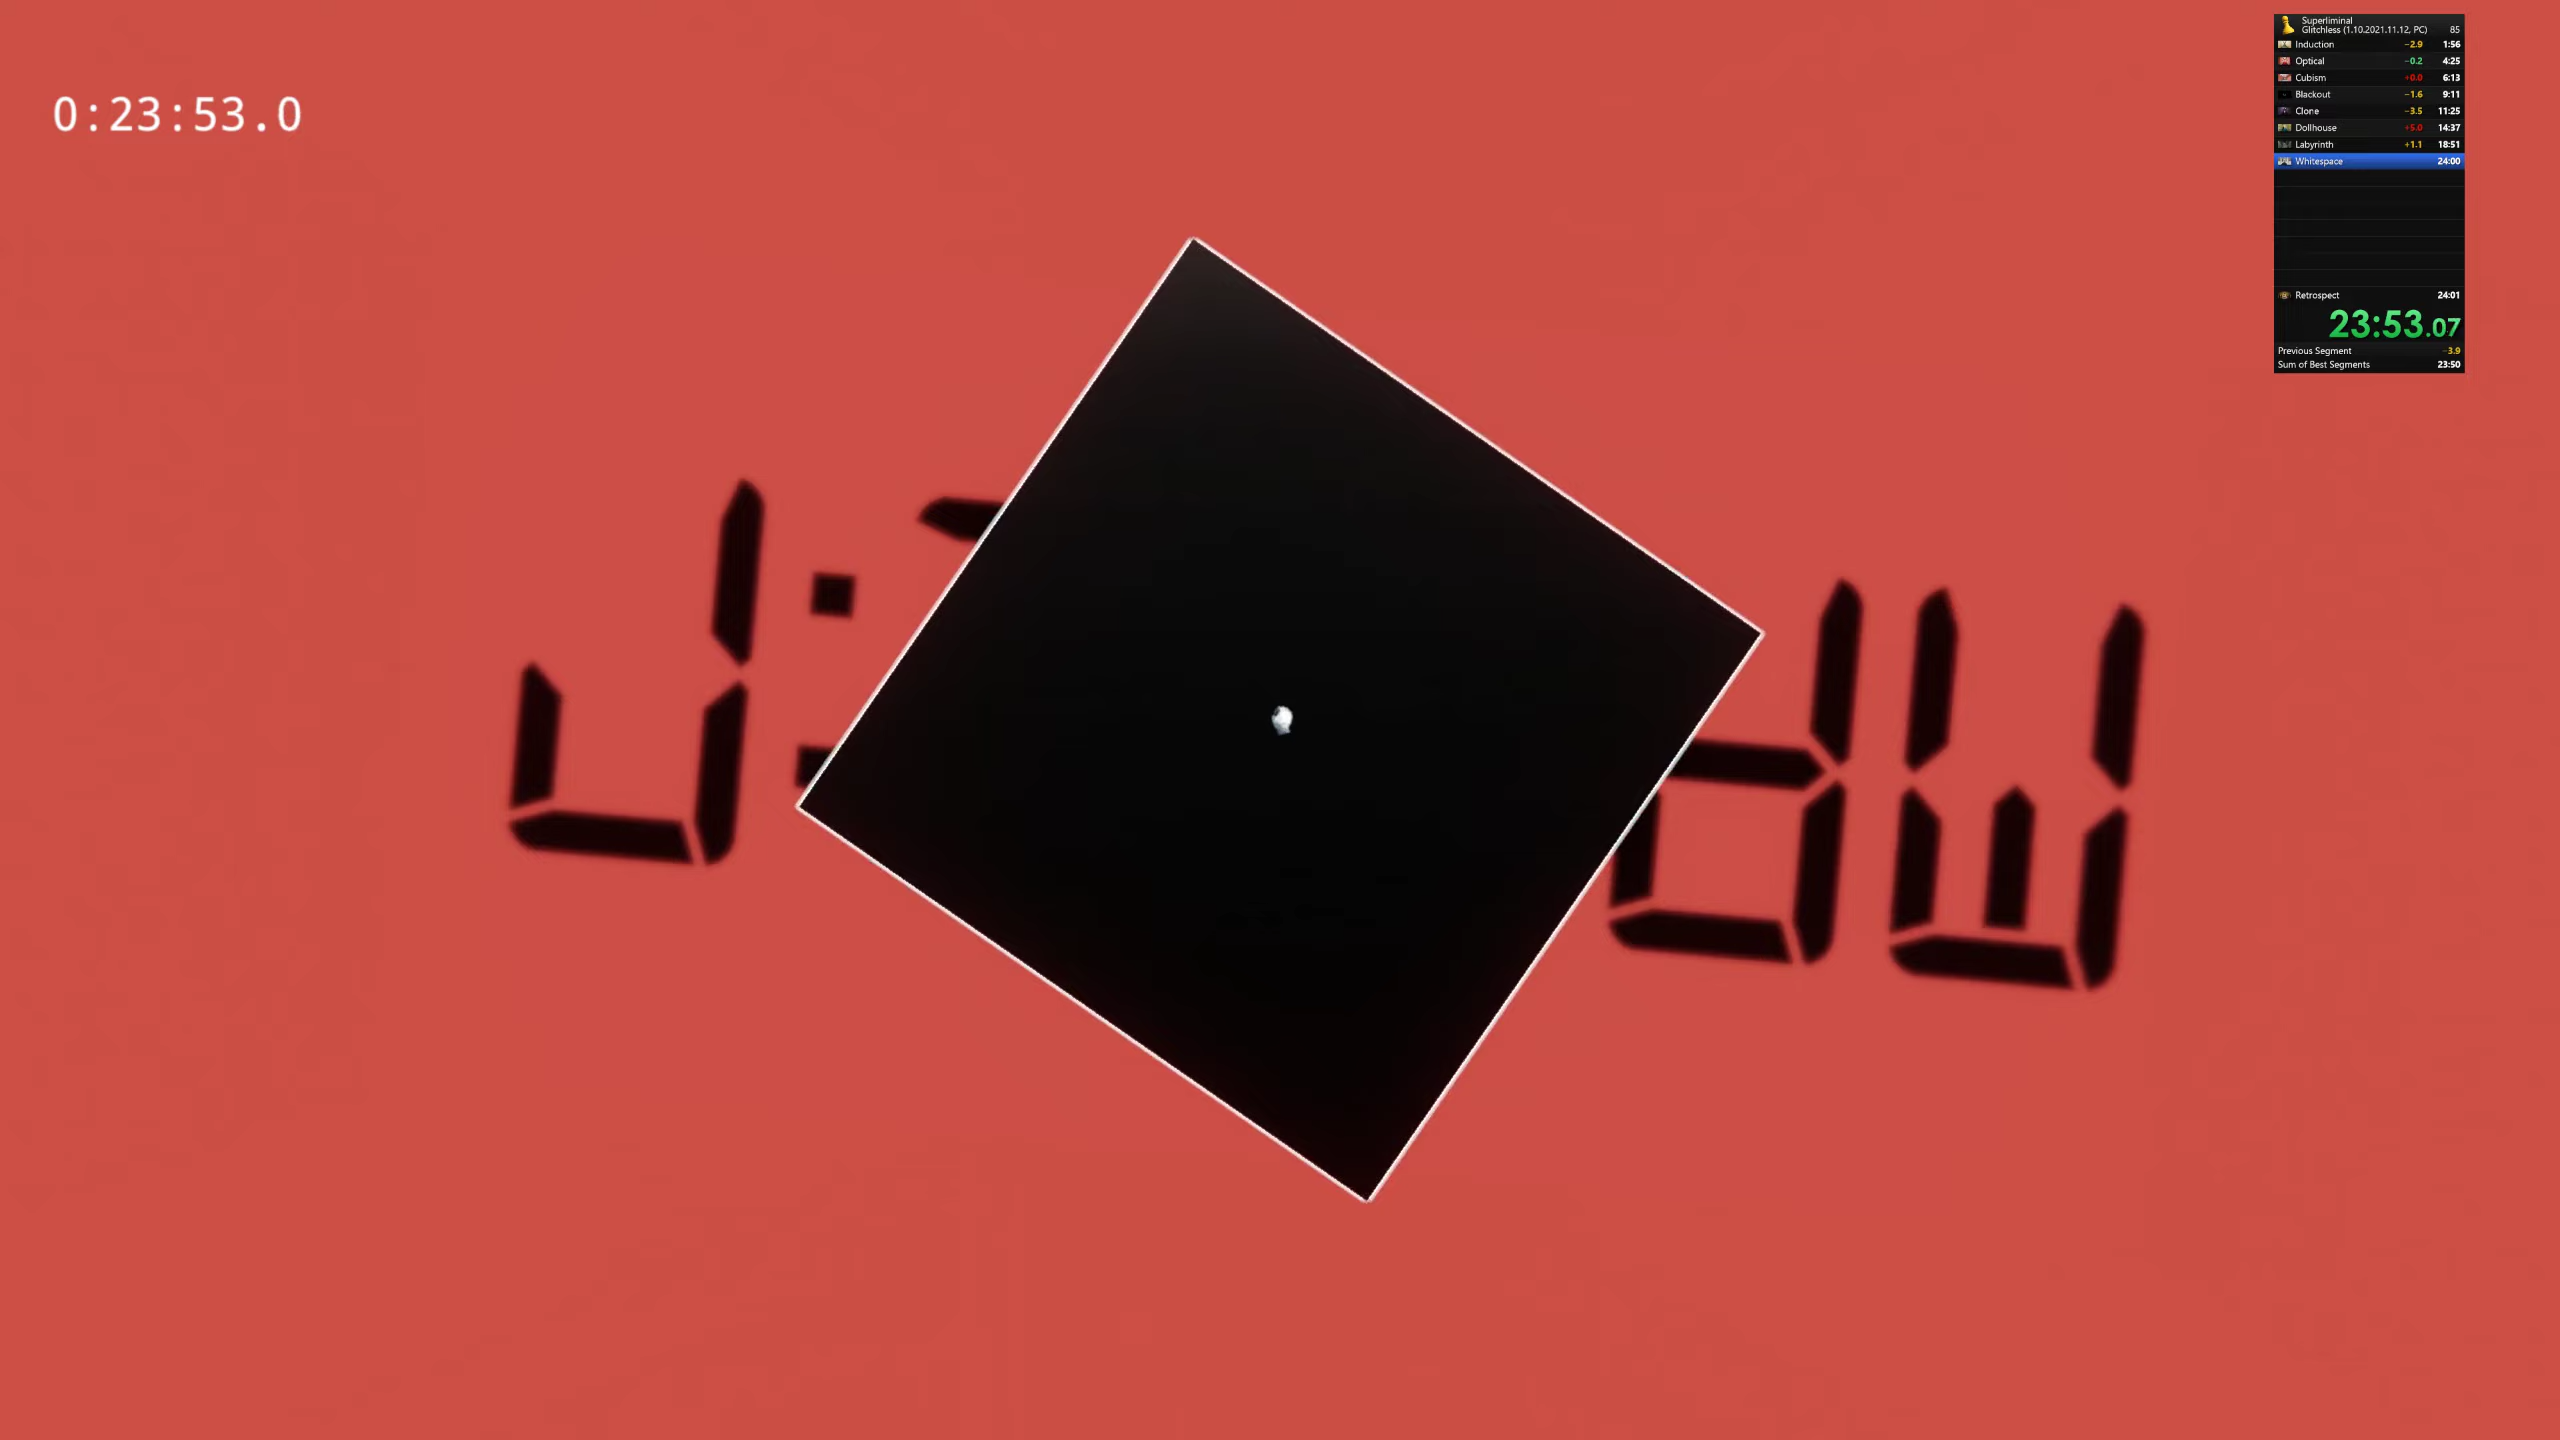 0:23:53.0
Superliminal
Glitchless (1.10.2021.11.12, PC) 85
Induction -2.9 1:56
Optical -0.2 4:25
Cubism +0.0 6:13
Blackout -1.6 9:11
Clone -3.5 11:25
Dollhouse +5.0 14:37
Labyrinth +1.1 18:51
Whitespace 24:00
Retrospect 24:01
23:53.07
Previous Segment -3.9
Sum of Best Segments 23:50